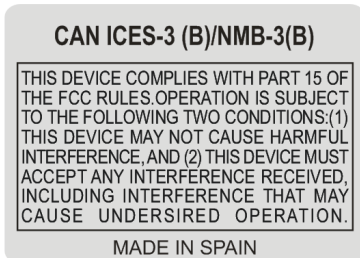 CAN ICES-3 (B)/NMB-3(B)
THIS DEVICE COMPLIES WITH PART 15 OF
THE FCC RULES.OPERATION IS SUBJECT
TO THE FOLLOWING TWO CONDITIONS:(1)
THIS DEVICE MAY NOT CAUSE HARMFUL
INTERFERENCE, AND (2) THIS DEVICE MUST
ACCEPT ANY INTERFERENCE RECEIVED,
INCLUDING INTERFERENCE THAT MAY
CAUSE UNDERSIRED OPERATION.
MADE IN SPAIN